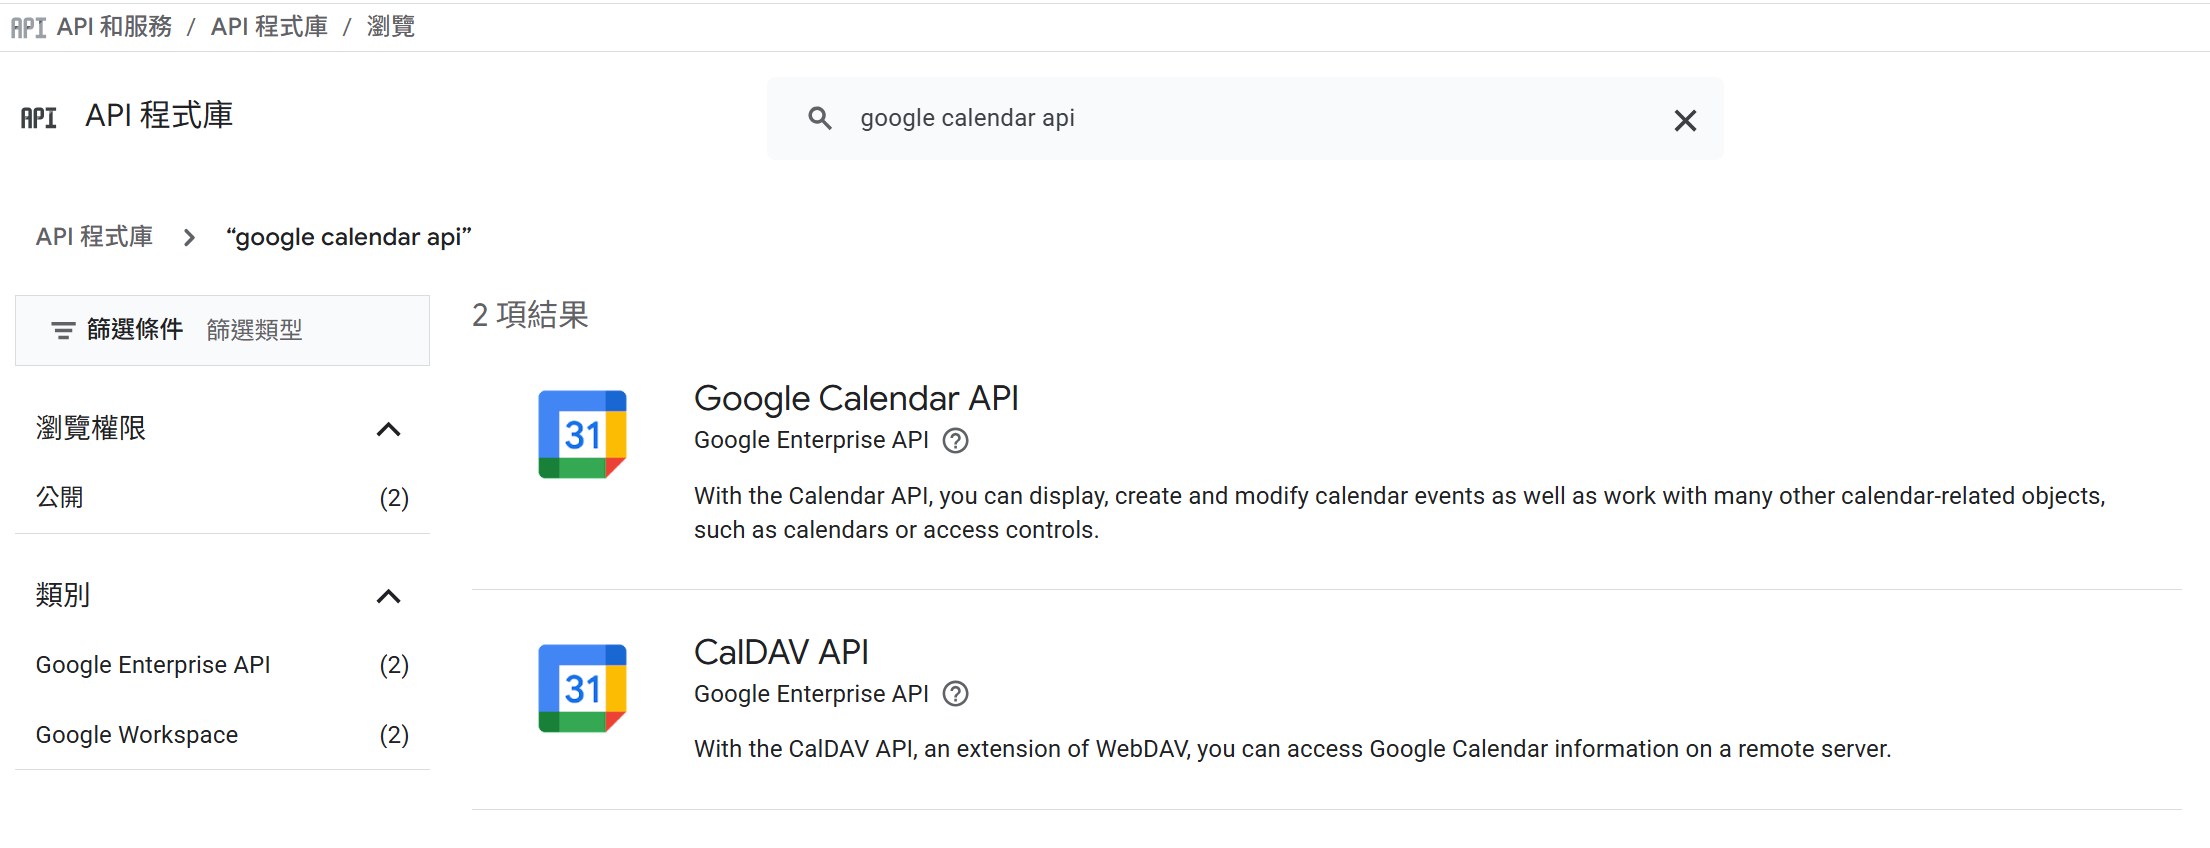 API API 和服務 / API 程式庫 / 瀏覽
API API 程式庫
google calendar api
API 程式庫 > “google calendar api”
篩選條件 篩選類型
瀏覽權限
公開 (2)
類別
Google Enterprise API (2)
Google Workspace (2)
2 項結果
31
Google Calendar API
Google Enterprise API ?
With the Calendar API, you can display, create and modify calendar events as well as work with many other calendar-related objects,
such as calendars or access controls.
31
CalDAV API
Google Enterprise API ?
With the CalDAV API, an extension of WebDAV, you can access Google Calendar information on a remote server.